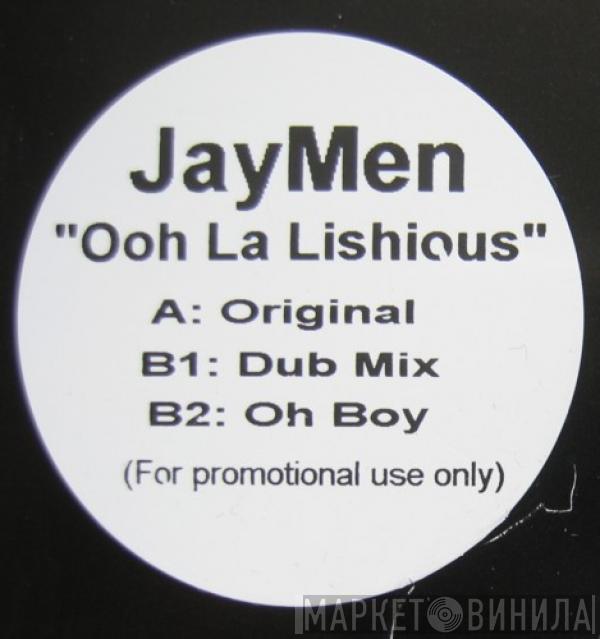 JayMen
"Ooh La Lishious"
A: Original
B1: Dub Mix
B2: Oh Boy
(For promotional use only)
МАРКЕТ ВИНИЛА